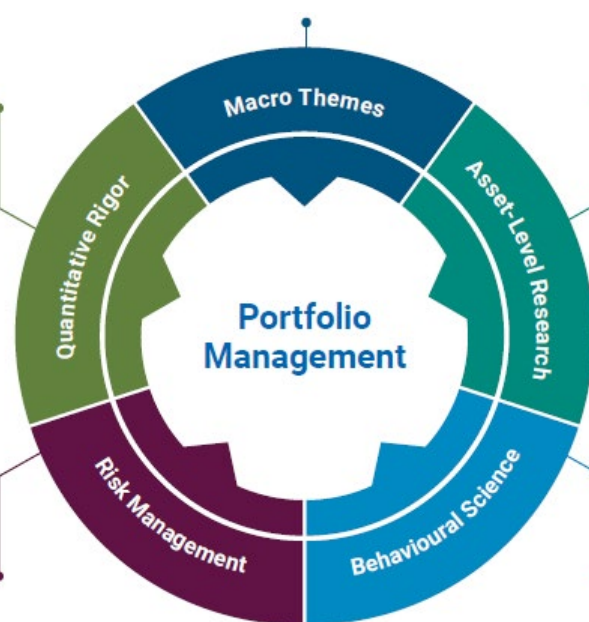 Macro Themes
Asset-Level Research
Behavioural Science
Risk Management
Quantitative Rigor
Portfolio
Management